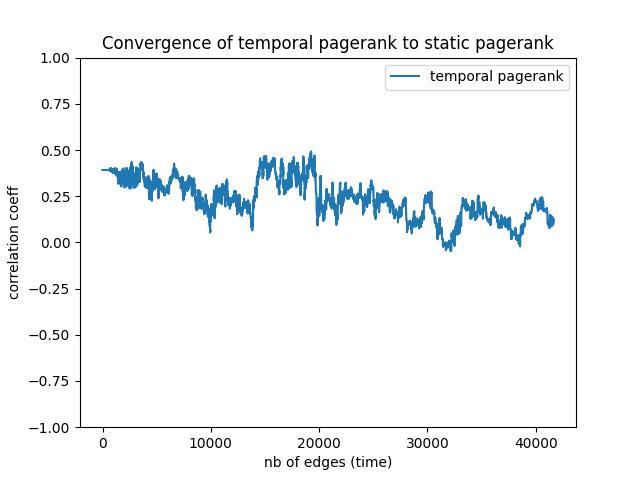 Convergence of temporal pagerank to static pagerank
1.00
temporal pagerank
0.75
0.50
0.25
0.00
−0.25
−0.50
−0.75
−1.00
correlation coeff
0 10000 20000 30000 40000
nb of edges (time)